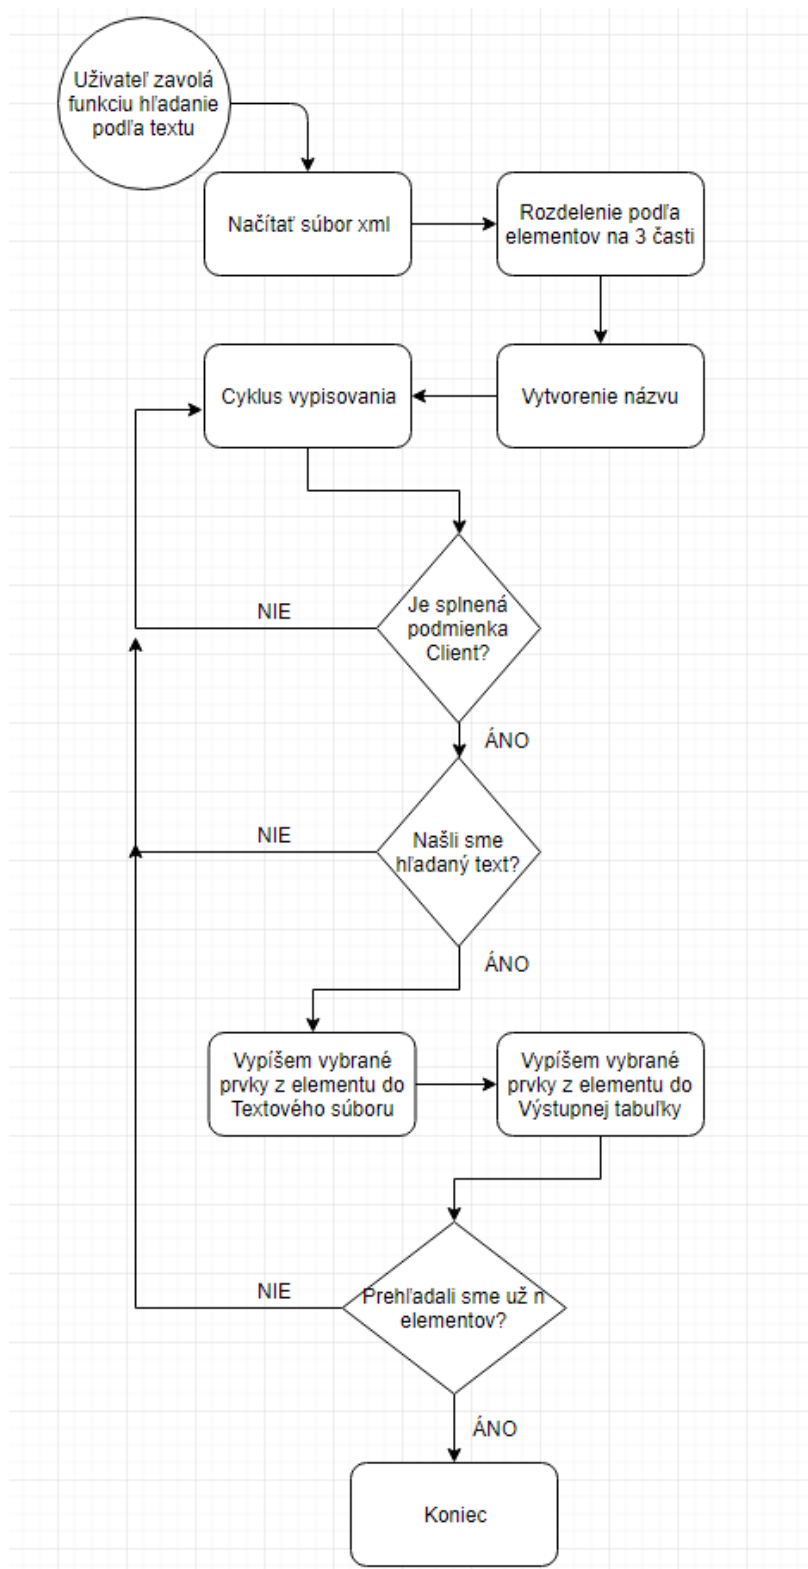 Uživateľ zavolá
funkciu hľadanie
podľa textu
Načítať súbor xml
Rozdelenie podľa
elementov na 3 časti
Cyklus vypisovania
Vytvorenie názvu
NIE
Je splnená
podmienka
Client?
ÁNO
NIE
Našli sme
hľadaný text?
ÁNO
Vypíšem vybrané
prvky z elementu do
Textového súboru
Vypíšem vybrané
prvky z elementu do
Výstupnej tabuľky
NIE
Prehľadali sme už n
elementov?
ÁNO
Koniec